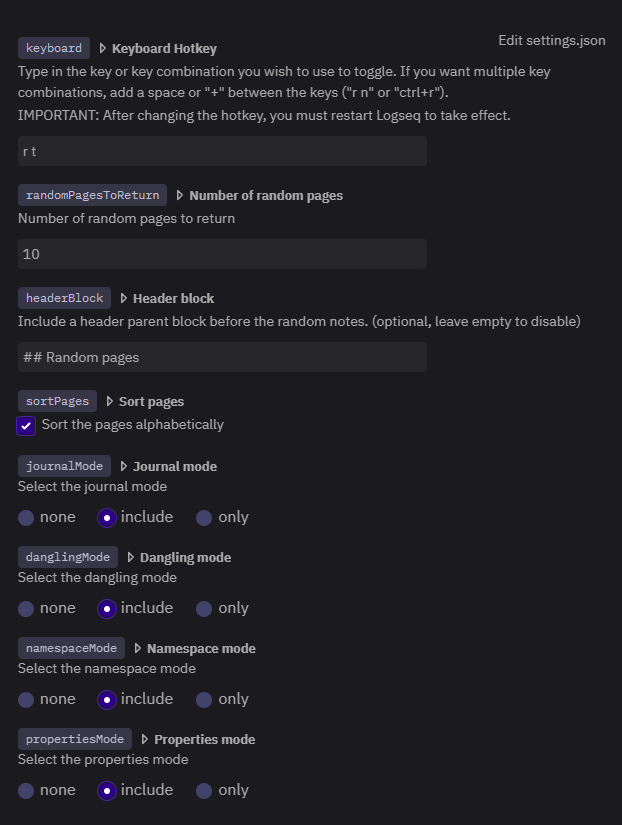 Edit settings.json
keyboard Keyboard Hotkey
Type in the key or key combination you wish to use to toggle. If you want multiple key
combinations, add a space or "+" between the keys ("r n" or "ctrl+r").
IMPORTANT: After changing the hotkey, you must restart Logseq to take effect.
r t
randomPagesToReturn Number of random pages
Number of random pages to return
10
headerBlock Header block
Include a header parent block before the random notes. (optional, leave empty to disable)
## Random pages
sortPages Sort pages
Sort the pages alphabetically
journalMode Journal mode
Select the journal mode
none include only
danglingMode Dangling mode
Select the dangling mode
none include only
namespaceMode Namespace mode
Select the namespace mode
none include only
propertiesMode Properties mode
Select the properties mode
none include only